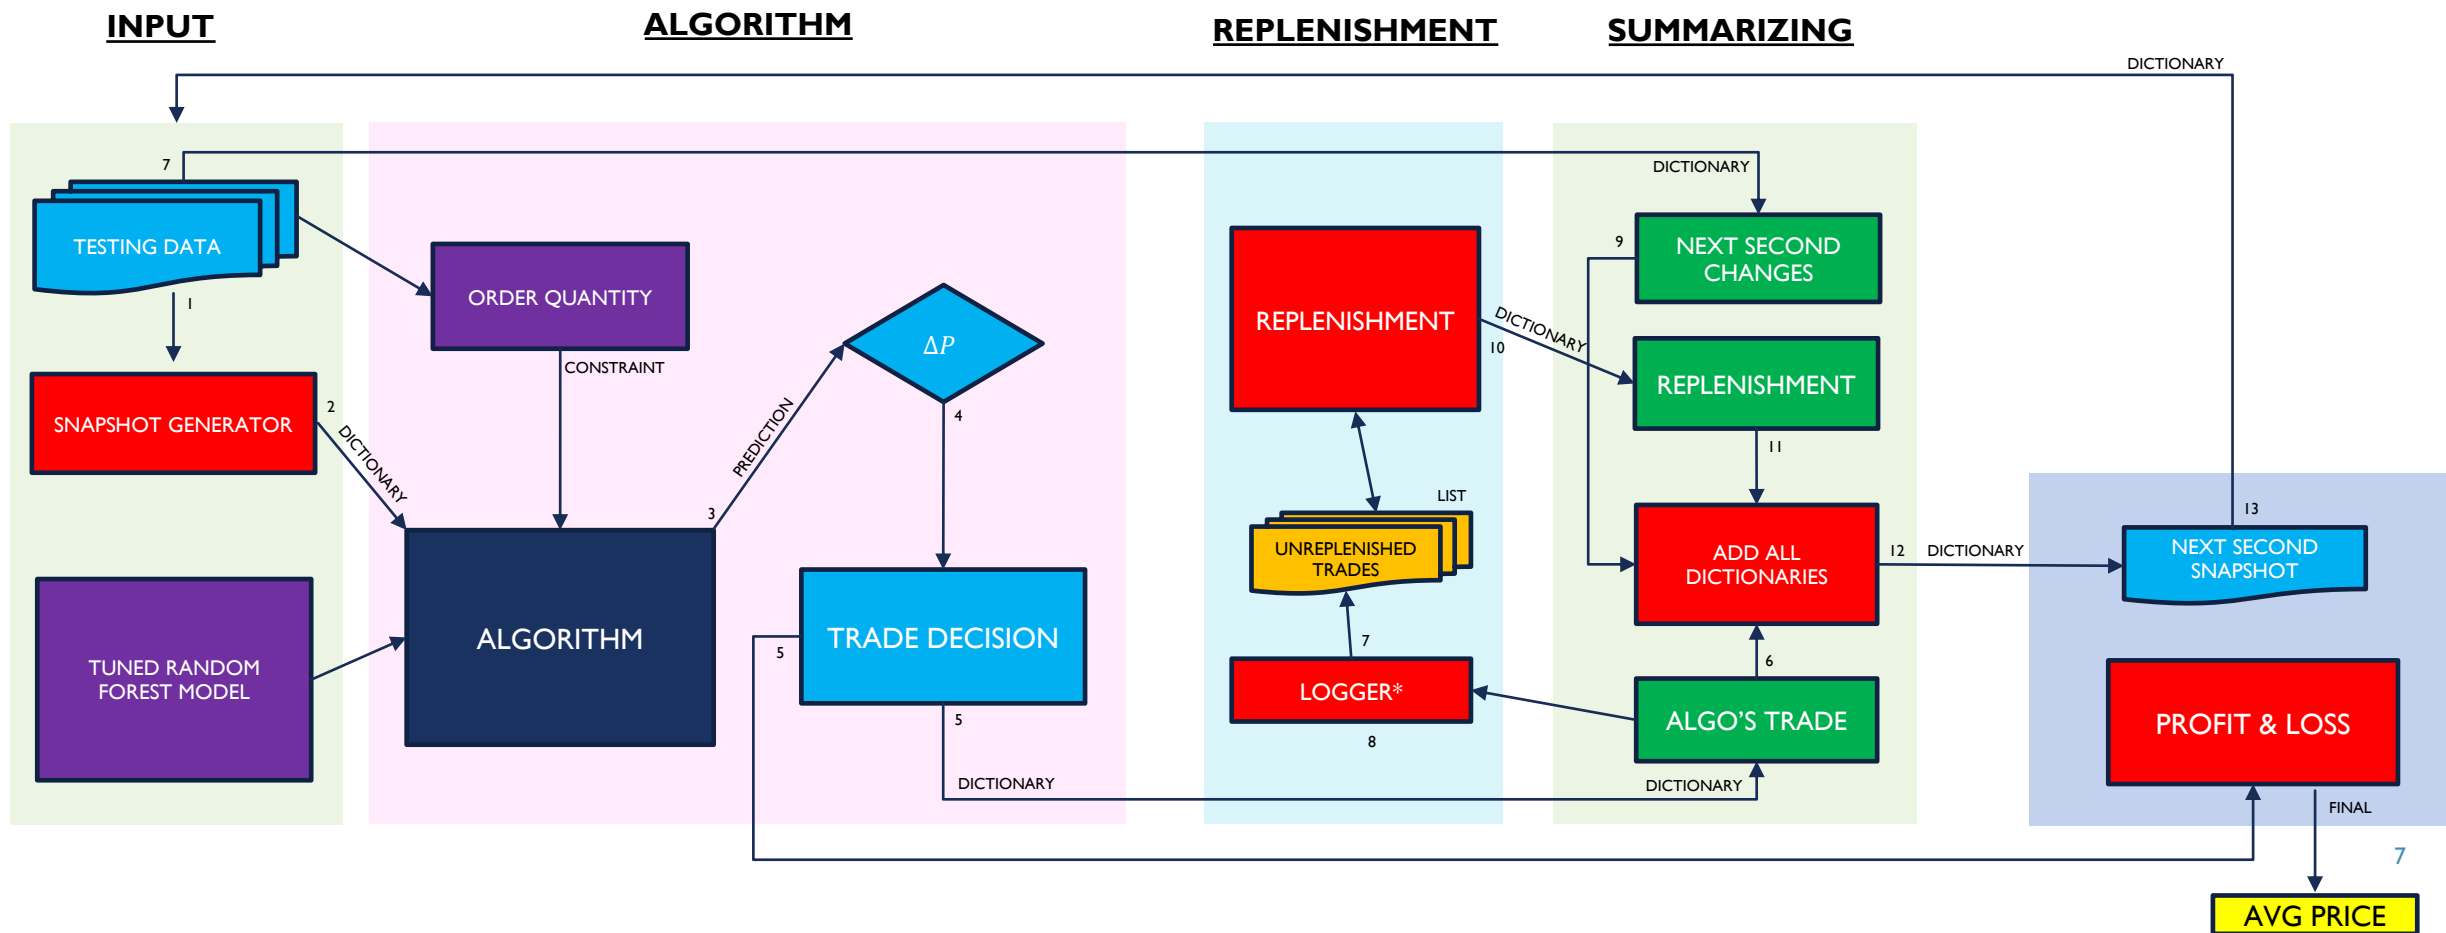 INPUT
ALGORITHM
REPLENISHMENT
SUMMARIZING
DICTIONARY
7
DICTIONARY
TESTING DATA
1
ORDER QUANTITY
CONSTRAINT
SNAPSHOT GENERATOR
2
DICTIONARY
TUNED RANDOM
FOREST MODEL
ALGORITHM
3
PREDICTION
ΔP
4
TRADE DECISION
5
5
DICTIONARY
REPLENISHMENT
10
DICTIONARY
LIST
UNREPLENISHED
TRADES
7
LOGGER*
8
9
NEXT SECOND
CHANGES
REPLENISHMENT
11
ADD ALL
DICTIONARIES
12
DICTIONARY
6
ALGO'S TRADE
DICTIONARY
13
NEXT SECOND
SNAPSHOT
PROFIT & LOSS
FINAL
7
AVG PRICE